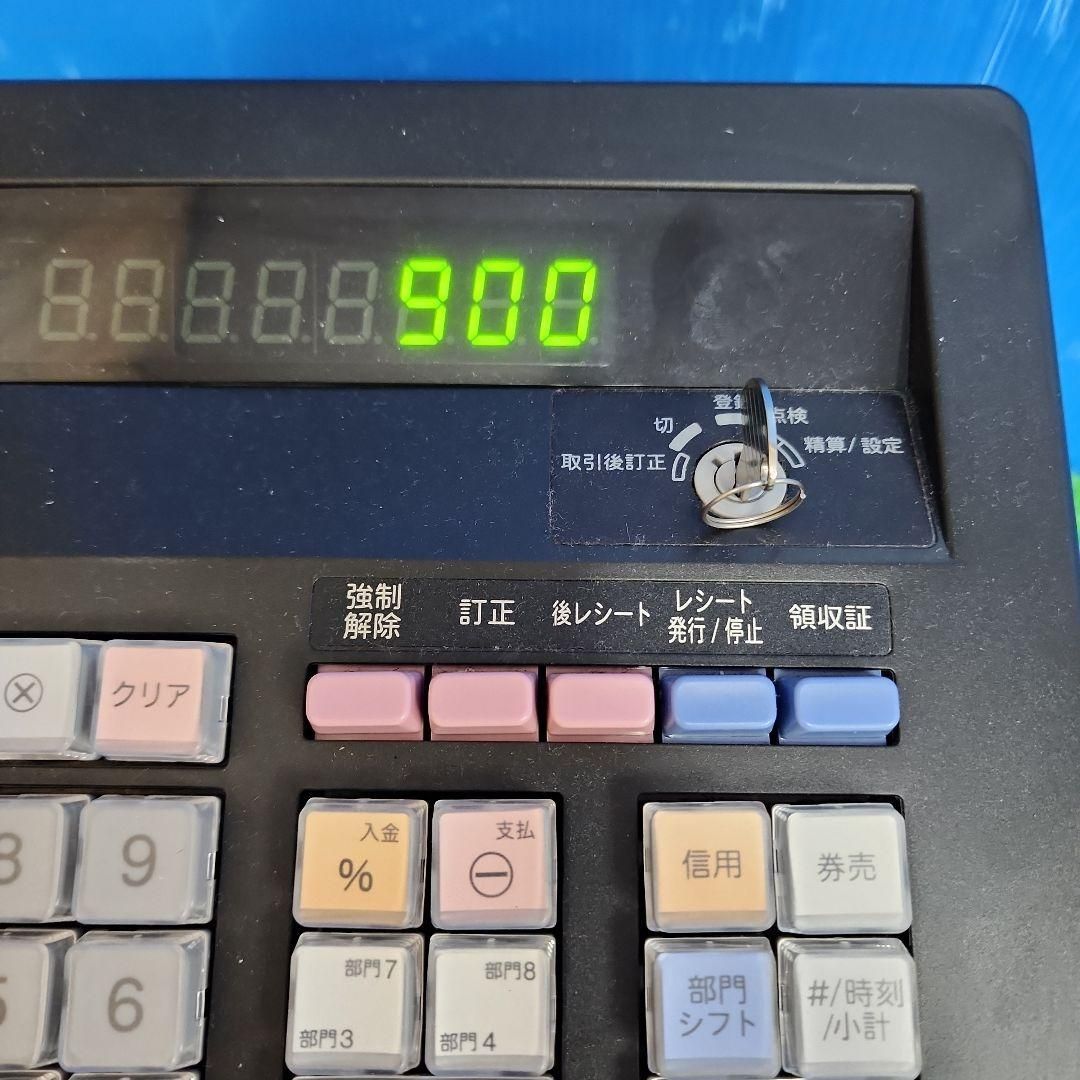 900
登録
切
点検
精算/設定
取引後訂正
強制
解除
訂正
後レシート
レシート
発行/停止
領収証
⊗
クリア
入金
%
支払
⊖
信用
券売
8
9
部門7
部門3
部門8
部門4
部門
シフト
#/時刻
/小計
5
6